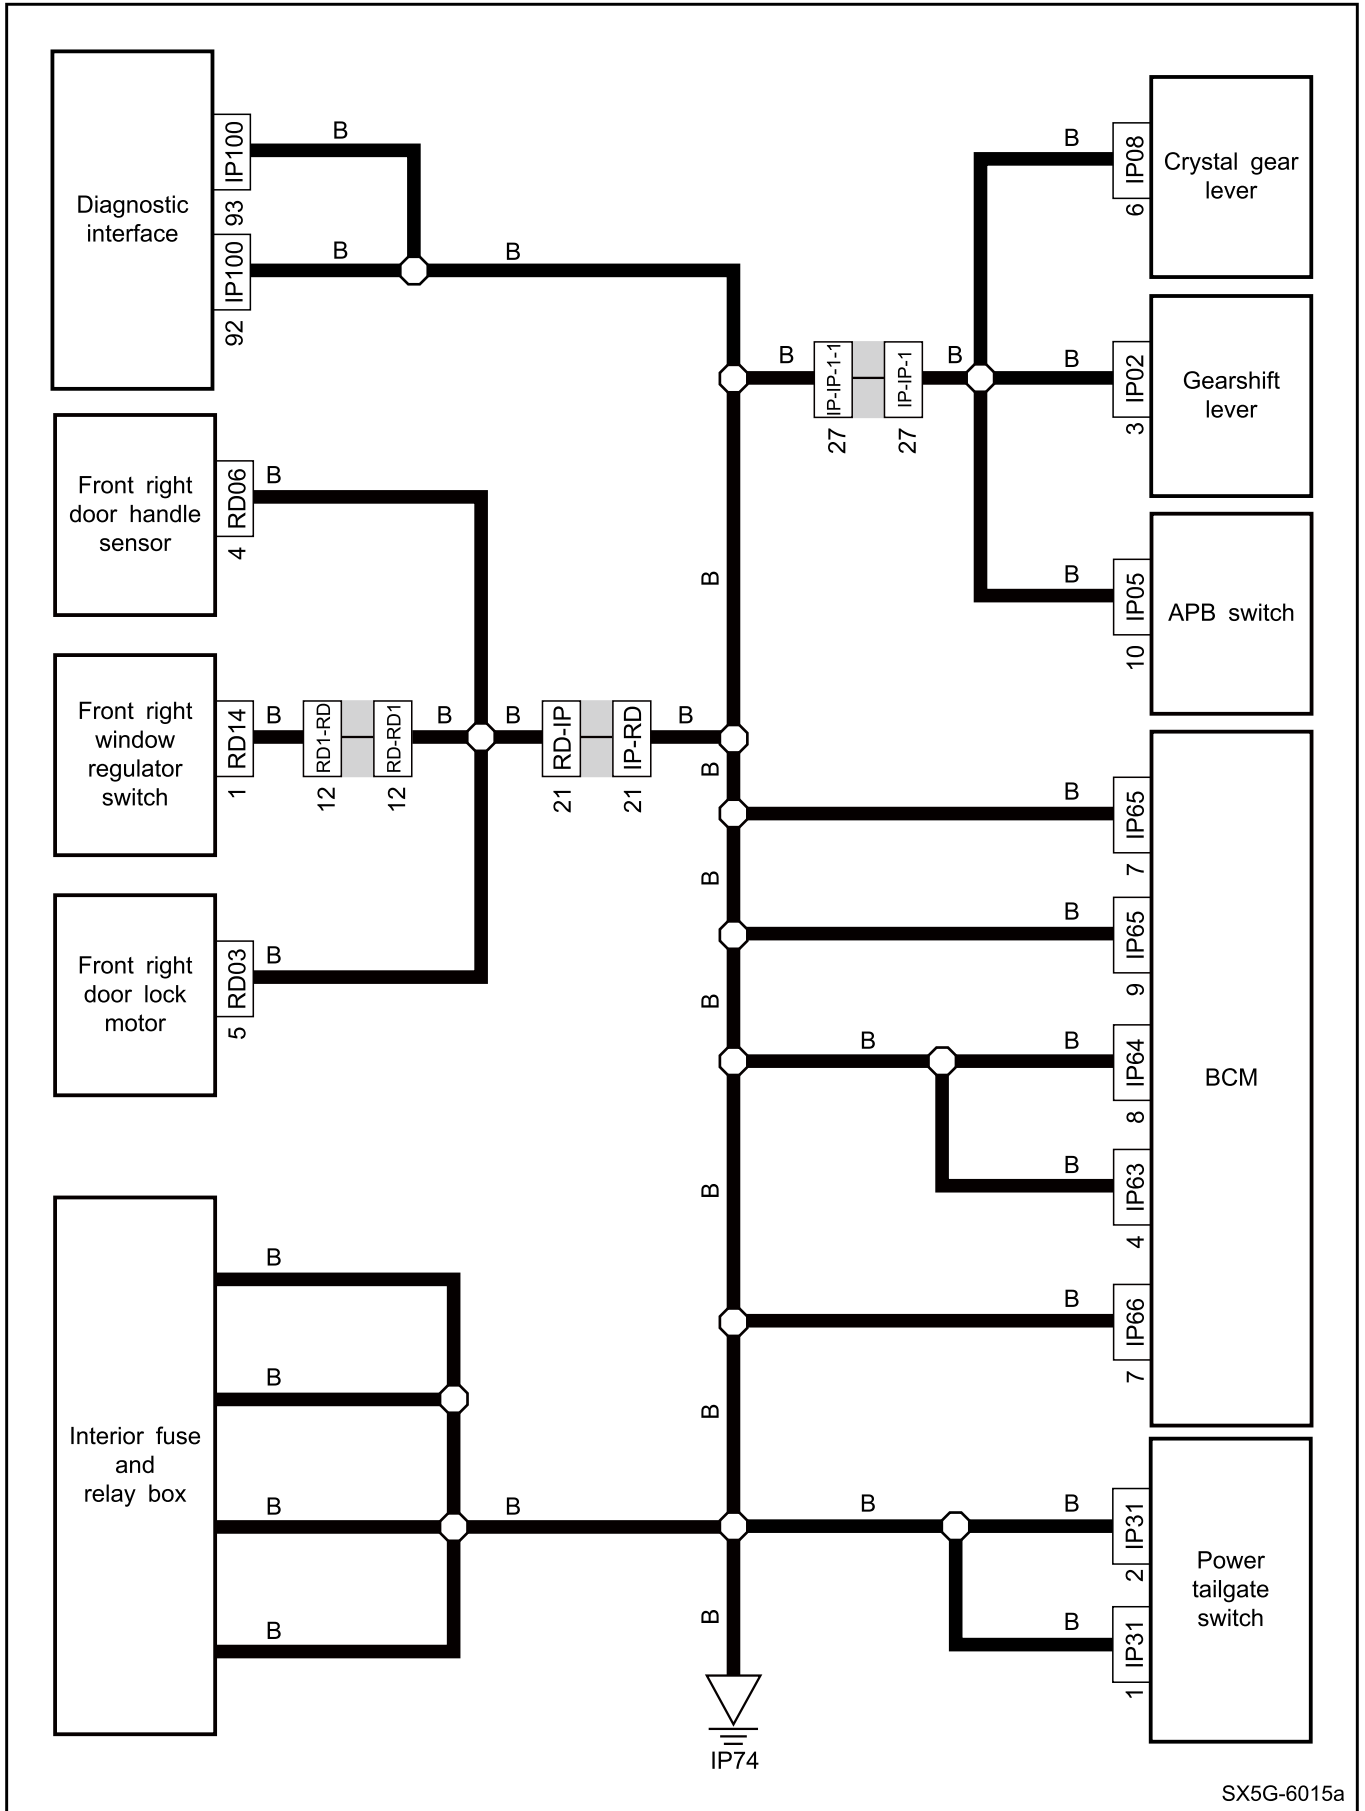 Diagnostic
interface
B
IP100
93
B
IP100
92
B
Front right
door handle
sensor
RD06
4
B
Front right
window
regulator
switch
RD14
1
B
RD1-RD
12
RD-RD1
12
B
B
RD-IP
21
IP-RD
21
B
Front right
door lock
motor
RD03
5
B
Interior fuse
and
relay box
B
B
B
B
B
B
IP-IP-1-1
27
IP-IP-1
27
B
B
B
B
B
B
B
B
B
B
IP08
6
Crystal gear
lever
B
IP02
3
Gearshift
lever
B
IP05
10
APB switch
B
IP65
7
B
IP65
9
B
B
IP64
8
B
IP63
4
B
IP66
7
BCM
B
B
IP31
2
B
IP31
1
Power
tailgate
switch
IP74
SX5G-6015a